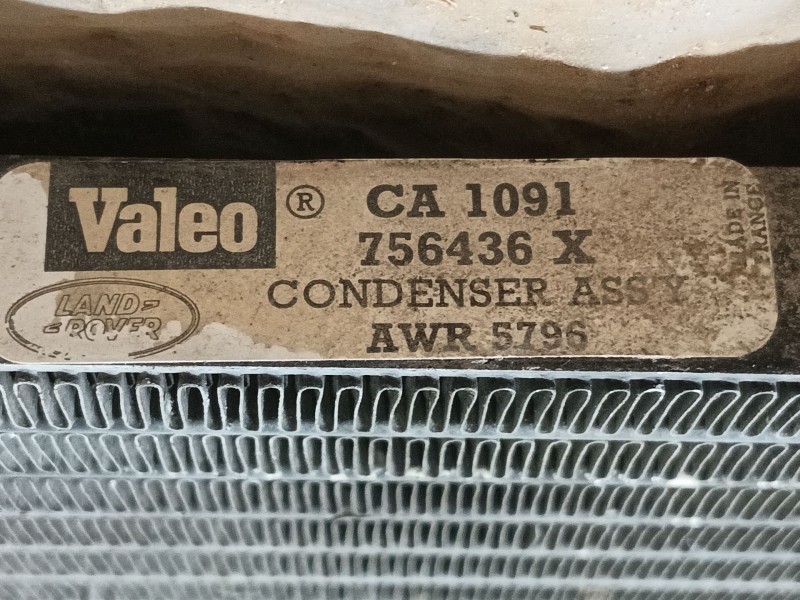 Valeo ® CA 1091
756436 X
CONDENSER ASS'Y
AWR 5796
LAND-
-ROVER
MADE IN
FRANCE